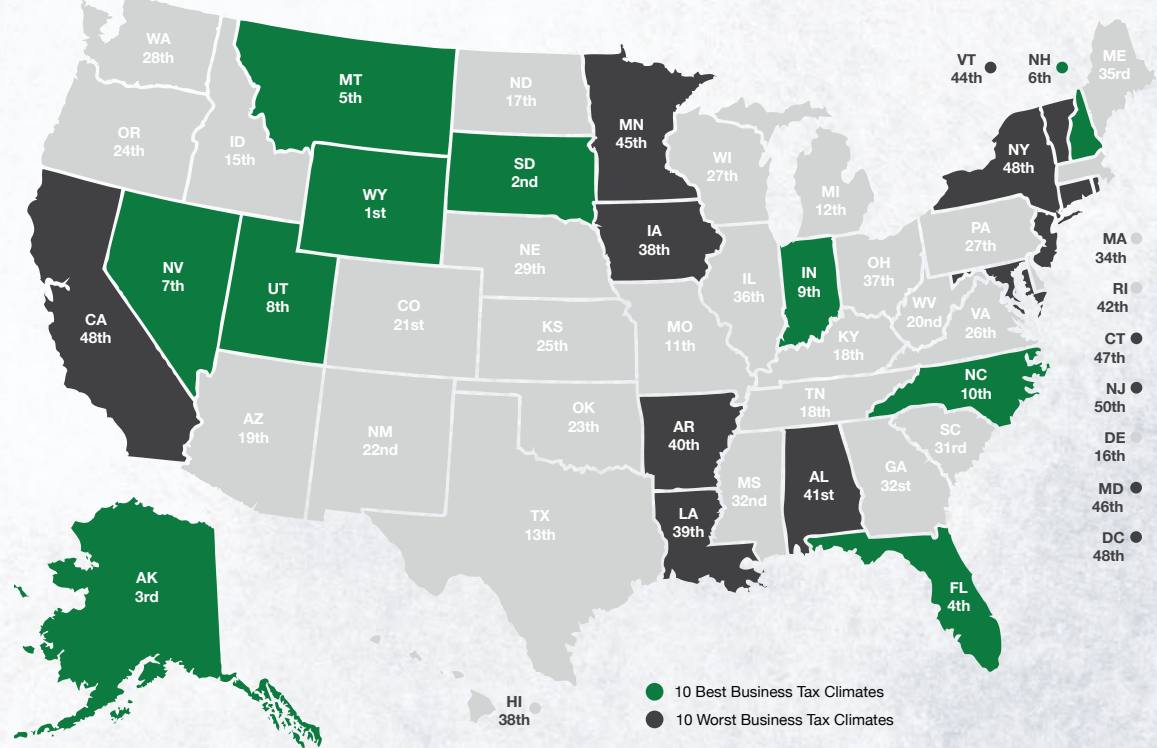 WA
28th
MT
5th
ND
17th
MN
45th
VT
44th
NH
6th
ME
35rd
OR
24th
ID
15th
SD
2nd
WI
27th
NY
48th
WY
1st
MI
12th
IA
38th
PA
27th
MA
34th
NV
7th
UT
8th
NE
29th
IL
36th
IN
9th
OH
37th
RI
42th
CO
21st
WV
20nd
VA
26th
CA
48th
KS
25th
MO
11th
KY
18th
CT
47th
NC
10th
NJ
50th
TN
18th
AZ
19th
NM
22nd
OK
23th
AR
40th
SC
31rd
DE
16th
GA
32st
MS
32nd
AL
41st
MD
46th
TX
13th
LA
39th
DC
48th
AK
3rd
FL
4th
HI
38th
10 Best Business Tax Climates
10 Worst Business Tax Climates